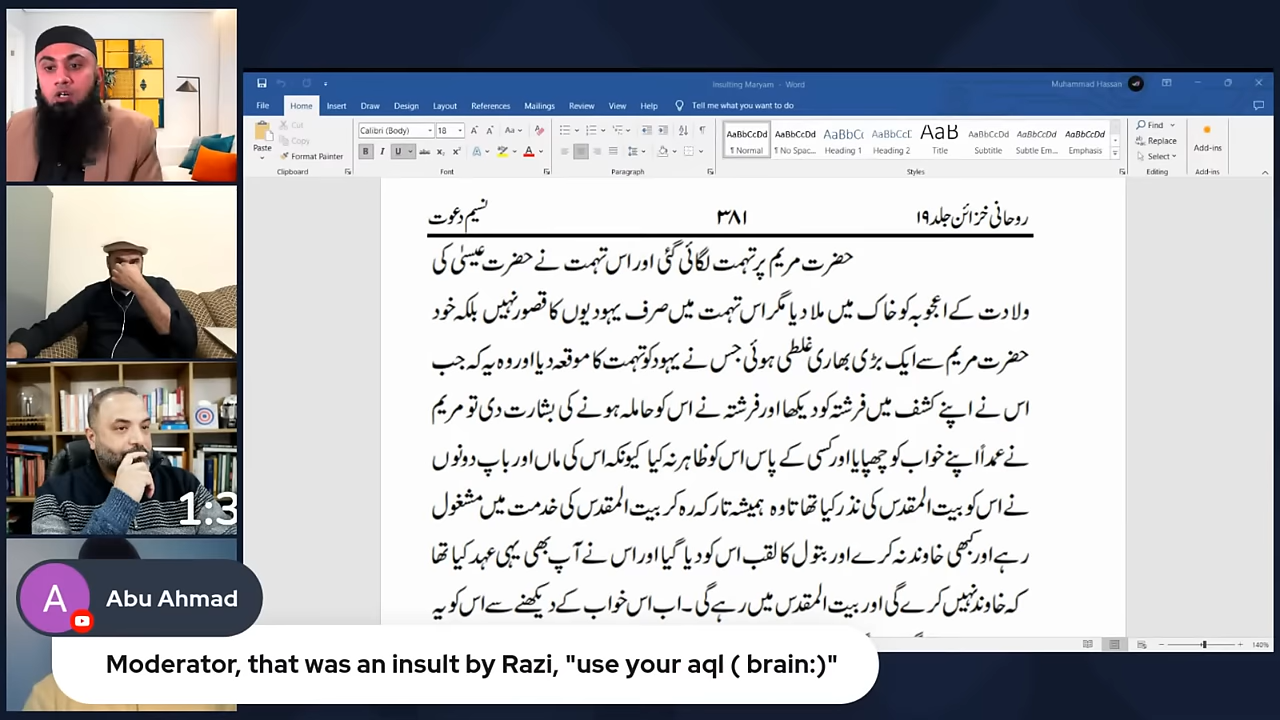 Insulting Maryam - Word
Muhammad Hassan
File Home Insert Draw Design Layout References Mailings Review View Help Tell me what you want to do
Paste
Cut
Copy
Format Painter
Clipboard
Calibri (Body) 18
Font
Paragraph
AaBbCcDd AaBbCcDd AaBbCc AaBbCcD AaB AaBbCcD AaBbCcDd AaBbCcDd
¶ Normal ¶ No Spac... Heading 1 Heading 2 Title Subtitle Subtle Em... Emphasis
Styles
Find
Replace
Select
Editing
Add-ins
Add-ins
روحانی خزائن جلد ۱۹ ۳۸۱ نسیم دعوت
حضرت مریم پر تہمت لگائی گئی اور اس تہمت نے حضرت عیسیٰ کی
ولادت کے اعجوبہ کو خاک میں ملا دیا مگر اس تہمت میں صرف یہودیوں کا قصور نہیں بلکہ خود
حضرت مریم سے ایک بڑی بھاری غلطی ہوئی جس نے یہود کو تہمت کا موقعہ دیا اور وہ یہ کہ جب
اس نے اپنے کشف میں فرشتہ کو دیکھا اور فرشتہ نے اس کو حاملہ ہونے کی بشارت دی تو مریم
نے عمداً اپنے خواب کو چھپایا اور کسی کے پاس اس کو ظاہر نہ کیا کیونکہ اس کی ماں اور باپ دونوں
نے اس کو بیت المقدس کی نذر کیا تھا تا وہ ہمیشہ تارکہ رہ کر بیت المقدس کی خدمت میں مشغول
رہے اور کبھی خاوند نہ کرے اور بتول کا لقب اس کو دیا گیا اور اس نے آپ بھی یہی عہد کیا تھا
کہ خاوند نہیں کرے گی اور بیت المقدس میں رہے گی۔ اب اس خواب کے دیکھنے سے اس کو یہ
140%
1:3
A
Abu Ahmad
Moderator, that was an insult by Razi, "use your aql ( brain:)"